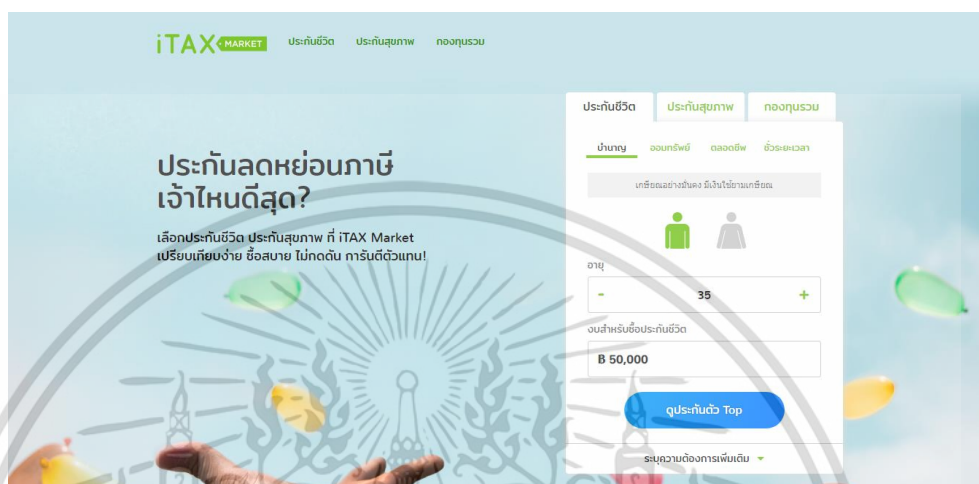 iTAX MARKET
ประกันชีวิต ประกันสุขภาพ กองทุนรวม
ประกันลดหย่อนภาษี
เจ้าไหนดีสุด?
เลือกประกันชีวิต ประกันสุขภาพ ที่ iTAX Market
เปรียบเทียบง่าย ซื้อสบาย ไม่กดดัน การันตีตัวแทน!
ประกันชีวิต ประกันสุขภาพ กองทุนรวม
บำนาญ ออมทรัพย์ ตลอดชีพ ชั่วระยะเวลา
เกษียณอย่างมั่นคง มีเงินใช้ยามเกษียณ
อายุ
- 35 +
งบสำหรับซื้อประกันชีวิต
฿ 50,000
ดูประกันตัว Top
ระบุความต้องการเพิ่มเติม